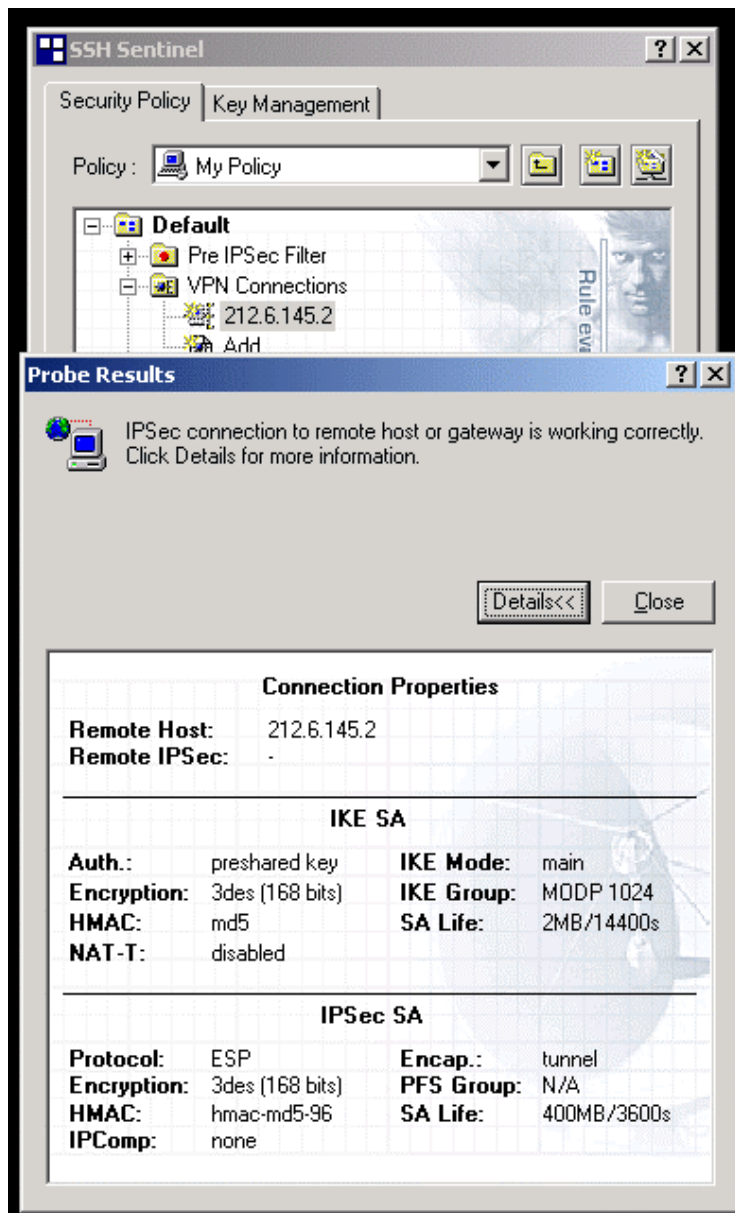 SSH Sentinel
Security Policy Key Management
Policy : My Policy
Default
Pre IPSec Filter
VPN Connections
212.6.145.2
Add
Rule
Probe Results
IPSec connection to remote host or gateway is working correctly.
Click Details for more information.
Details<< Close
Connection Properties
Remote Host: 212.6.145.2
Remote IPSec: -
IKE SA
Auth.: preshared key IKE Mode: main
Encryption: 3des (168 bits) IKE Group: MODP 1024
HMAC: md5 SA Life: 2MB/14400s
NAT-T: disabled
IPSec SA
Protocol: ESP Encap.: tunnel
Encryption: 3des (168 bits) PFS Group: N/A
HMAC: hmac-md5-96 SA Life: 400MB/3600s
IPComp: none